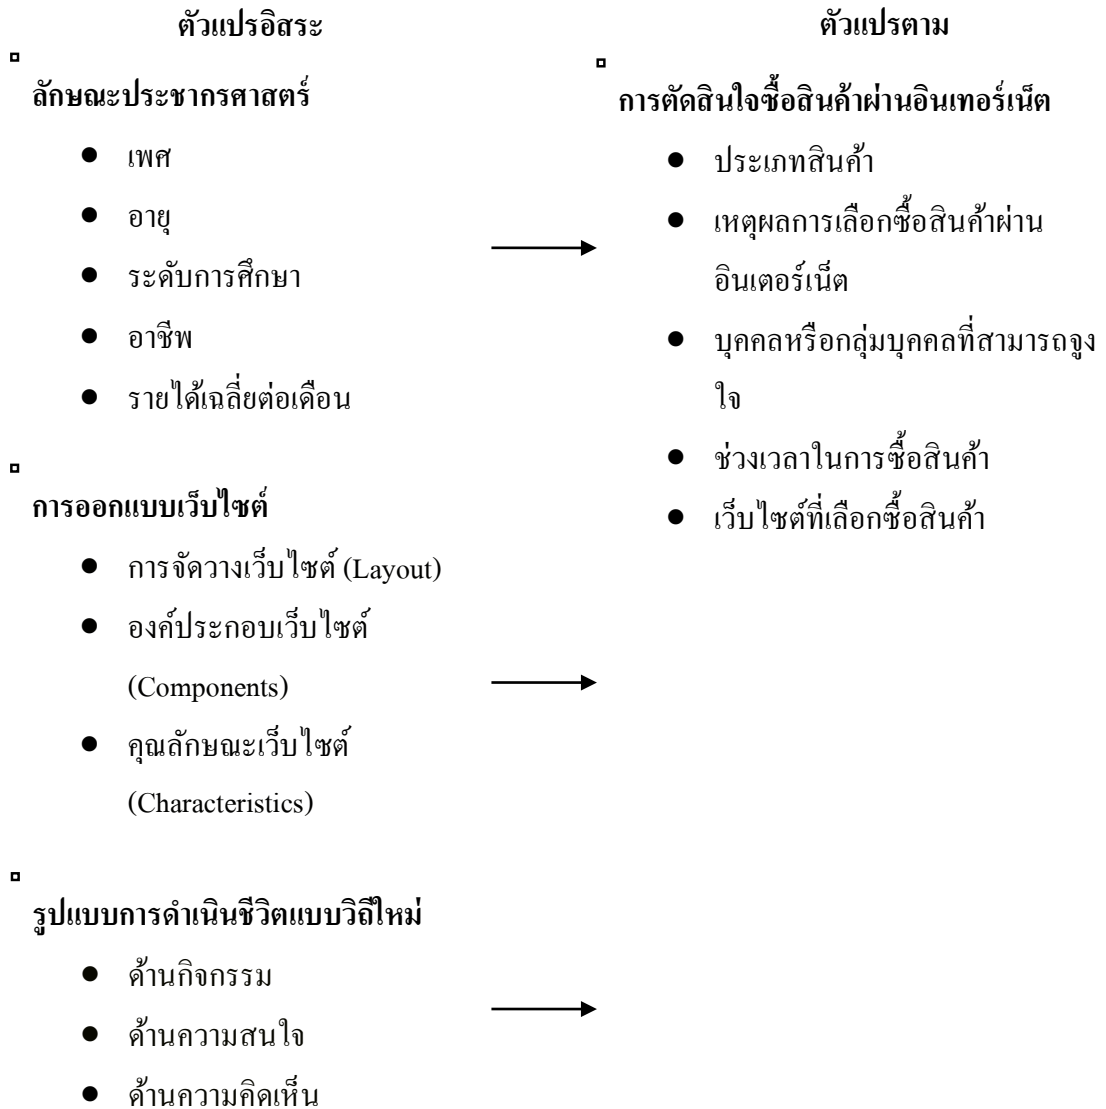 ตัวแปรอิสระ
ลักษณะประชากรศาสตร์
● เพศ
● อายุ
● ระดับการศึกษา
● อาชีพ
● รายได้เฉลี่ยต่อเดือน
การออกแบบเว็บไซต์
● การจัดวางเว็บไซต์ (Layout)
● องค์ประกอบเว็บไซต์
(Components)
● คุณลักษณะเว็บไซต์
(Characteristics)
รูปแบบการดำเนินชีวิตแบบวิถีใหม่
● ด้านกิจกรรม
● ด้านความสนใจ
● ด้านความคิดเห็น
ตัวแปรตาม
การตัดสินใจซื้อสินค้าผ่านอินเทอร์เน็ต
● ประเภทสินค้า
● เหตุผลการเลือกซื้อสินค้าผ่าน
อินเตอร์เน็ต
● บุคคลหรือกลุ่มบุคคลที่สามารถจูง
ใจ
● ช่วงเวลาในการซื้อสินค้า
● เว็บไซต์ที่เลือกซื้อสินค้า